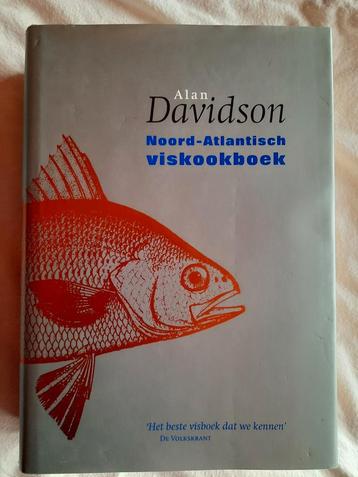 Alan
Davidson
Noord-Atlantisch
viskookboek
'Het beste visboek dat we kennen'
De Volkskrant